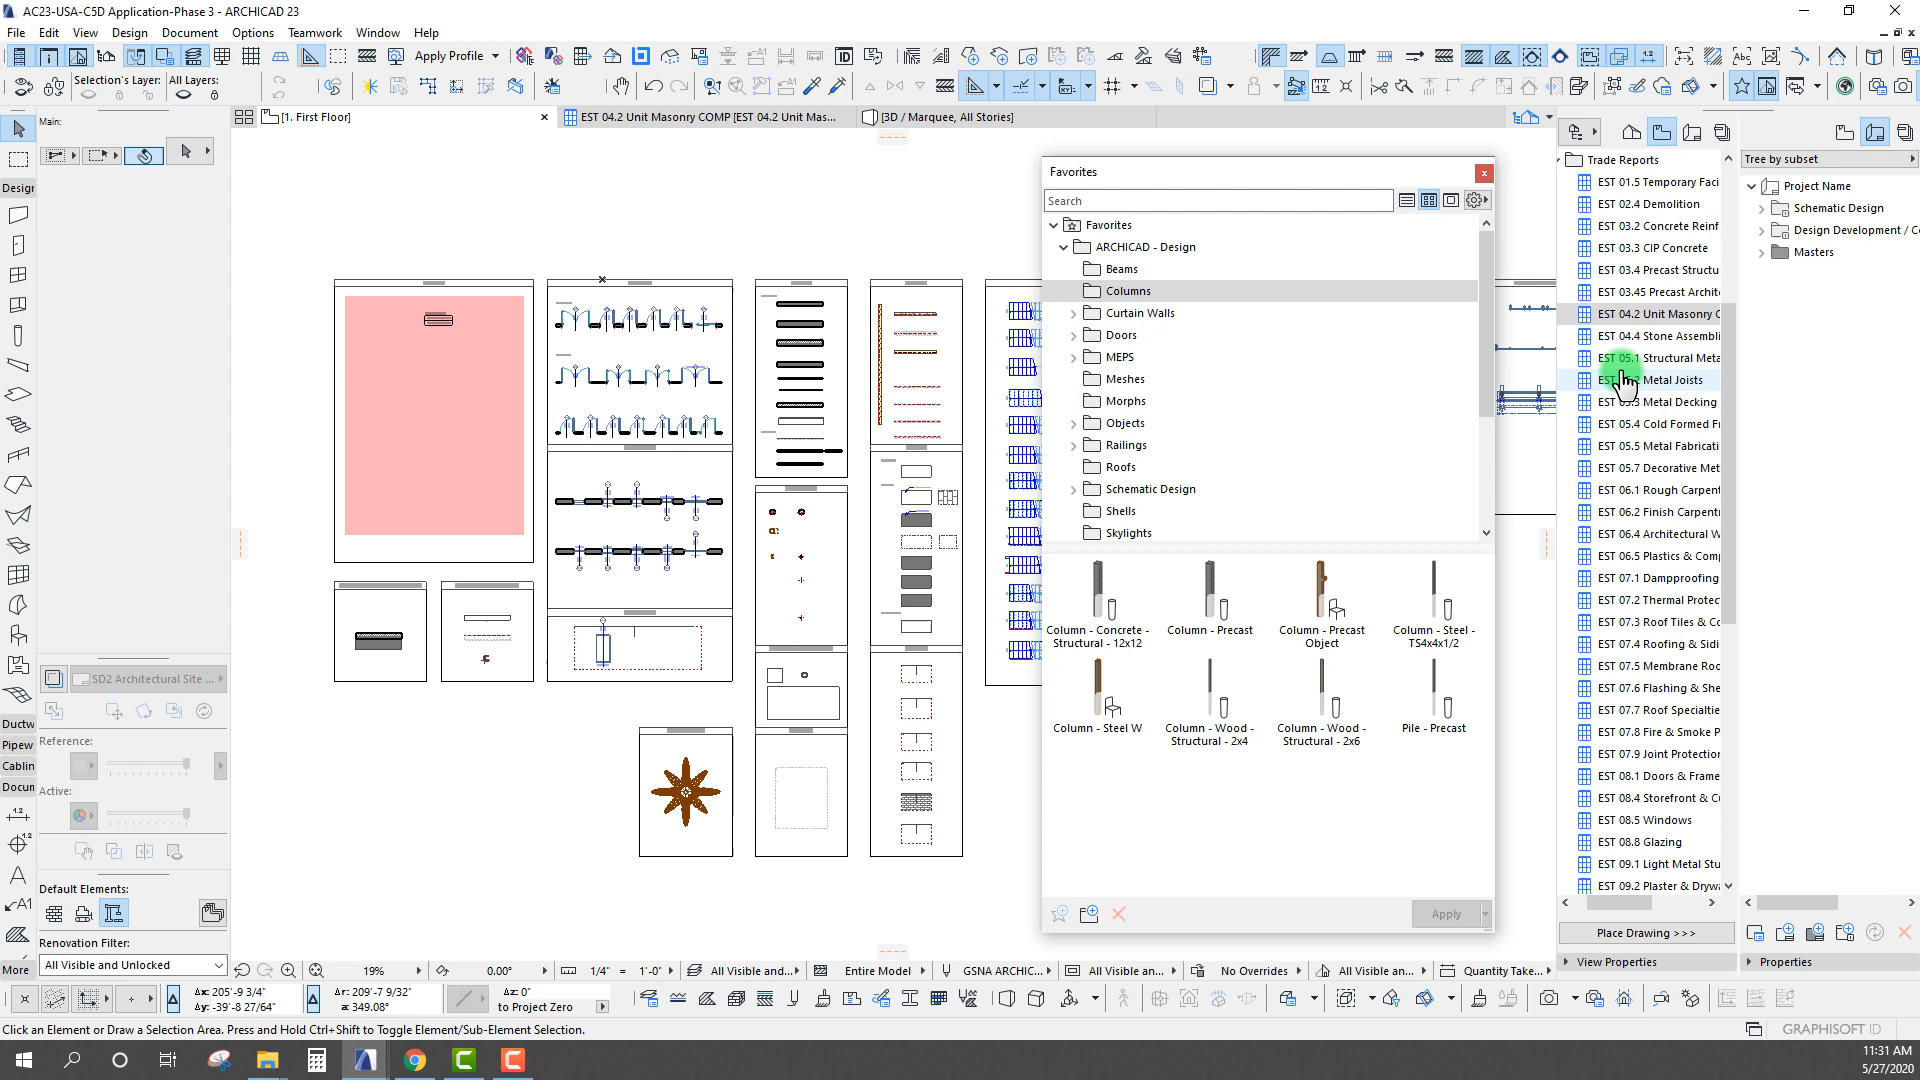 AC23-USA-C5D Application-Phase 3 - ARCHICAD 23
File Edit View Design Document Options Teamwork Window Help
Apply Profile
Selection's Layer:
All Layers:
Main:
[1. First Floor]
EST 04.2 Unit Masonry COMP [EST 04.2 Unit Mas...
[3D / Marquee, All Stories]
Design
Ductw
Pipew
Cablin
Docum
More
SD2 Architectural Site ...
Reference:
Active:
Default Elements:
Renovation Filter:
All Visible and Unlocked
Favorites
Search
Favorites
ARCHICAD - Design
Beams
Columns
Curtain Walls
Doors
MEPS
Meshes
Morphs
Objects
Railings
Roofs
Schematic Design
Shells
Skylights
Column - Concrete - Structural - 12x12
Column - Precast
Column - Precast Object
Column - Steel - TS4x4x1/2
Column - Steel W
Column - Wood - Structural - 2x4
Column - Wood - Structural - 2x6
Pile - Precast
Apply
Trade Reports
EST 01.5 Temporary Faci
EST 02.4 Demolition
EST 03.2 Concrete Reinf
EST 03.3 CIP Concrete
EST 03.4 Precast Structu
EST 03.45 Precast Archite
EST 04.2 Unit Masonry C
EST 04.4 Stone Assembli
EST 05.1 Structural Meta
Metal Joists
EST 05.3 Metal Decking
EST 05.4 Cold Formed Fr
EST 05.5 Metal Fabricati
EST 05.7 Decorative Met
EST 06.1 Rough Carpent
EST 06.2 Finish Carpentr
EST 06.4 Architectural W
EST 06.5 Plastics & Comp
EST 07.1 Dampproofing
EST 07.2 Thermal Protec
EST 07.3 Roof Tiles & Co
EST 07.4 Roofing & Sidi
EST 07.5 Membrane Roo
EST 07.6 Flashing & She
EST 07.7 Roof Specialtie
EST 07.8 Fire & Smoke P
EST 07.9 Joint Protection
EST 08.1 Doors & Frame
EST 08.4 Storefront & Cu
EST 08.5 Windows
EST 08.8 Glazing
EST 09.1 Light Metal Stu
EST 09.2 Plaster & Drywa
Place Drawing >>>
View Properties
Tree by subset
Project Name
Schematic Design
Design Development / C
Masters
Properties
19% 0.00° 1/4" = 1'-0" All Visible and... Entire Model GSNA ARCHIC... All Visible an... No Overrides All Visible an... Quantity Take...
Δx: 205'-9 3/4"
Δy: -39'-8 27/64"
Δr: 209'-7 9/32"
a: 349.08°
Δz: 0"
to Project Zero
Click an Element or Draw a Selection Area. Press and Hold Ctrl+Shift to Toggle Element/Sub-Element Selection.
GRAPHISOFT ID
11:31 AM
5/27/2020